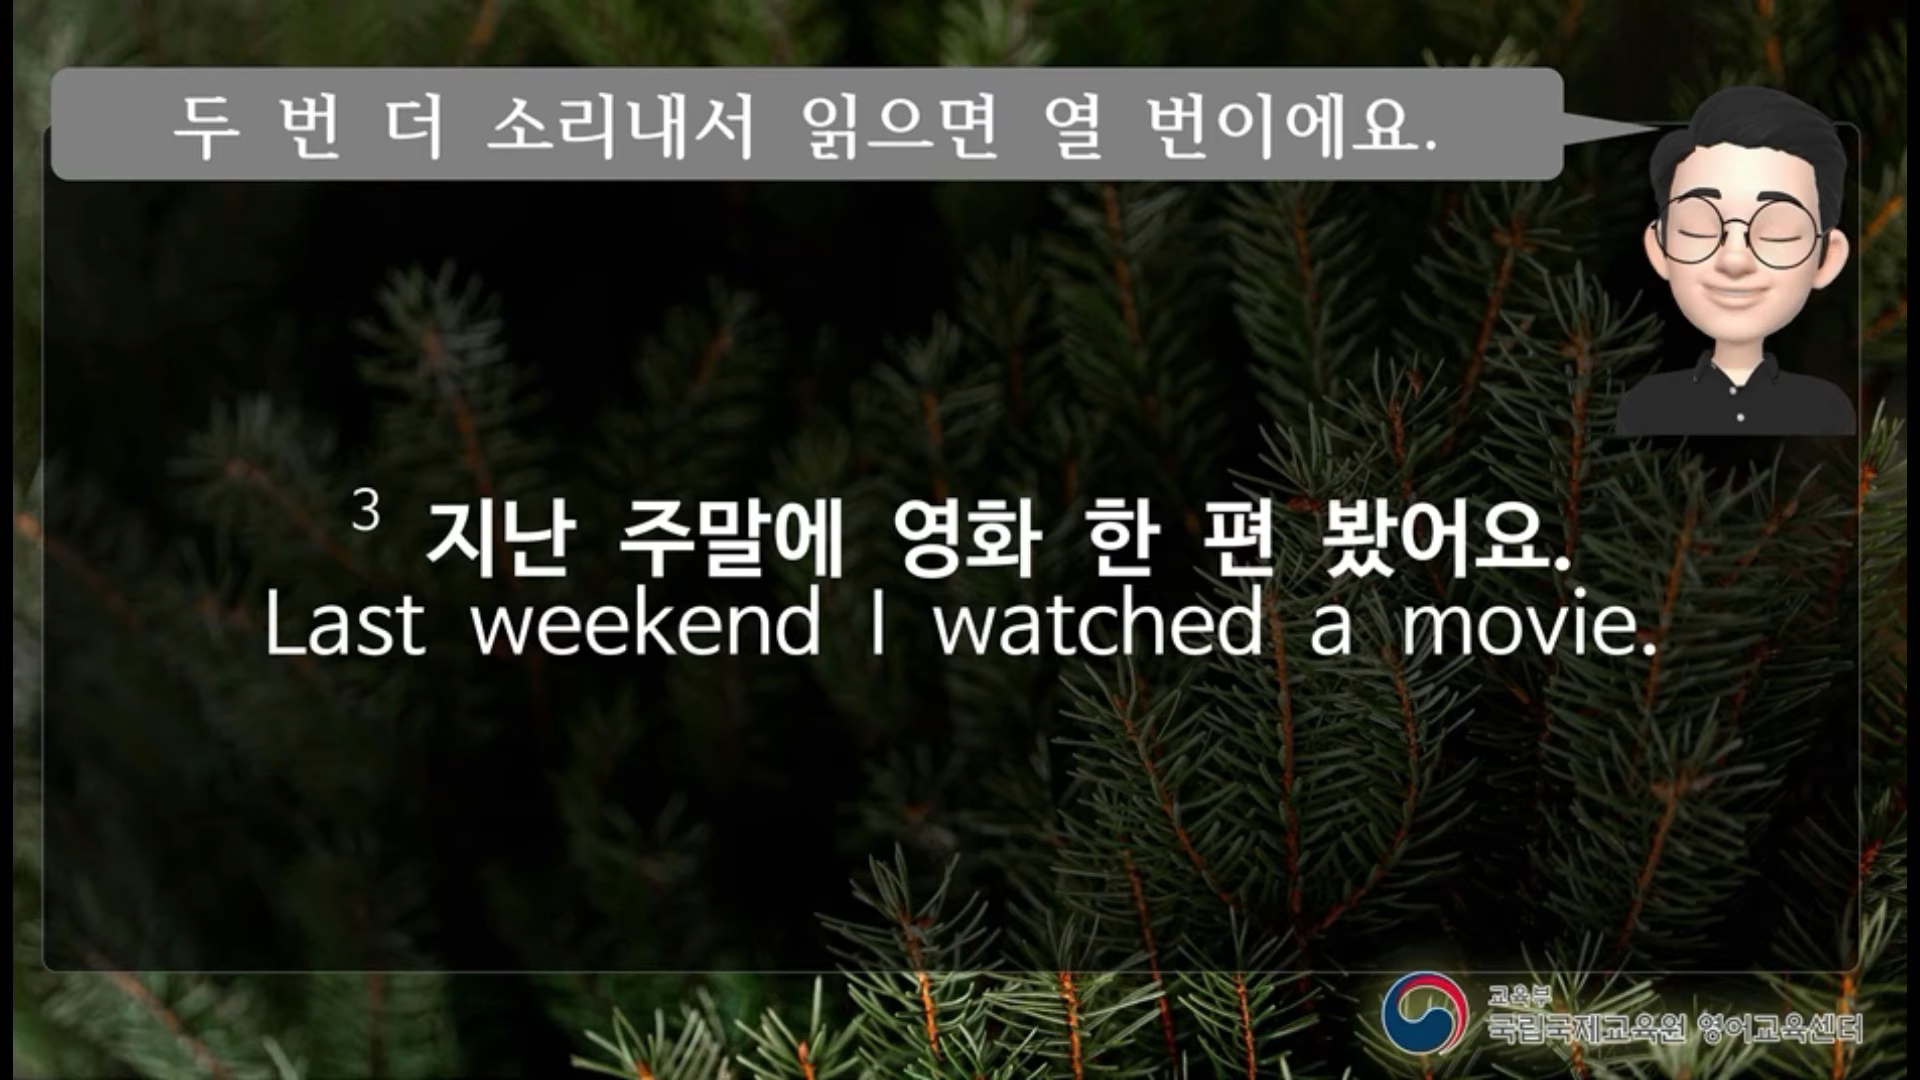 두 번 더 소리내서 읽으면 열 번이에요.
3 지난 주말에 영화 한 편 봤어요.
Last weekend I watched a movie.
교육부
국립국제교육원 영어교육센터